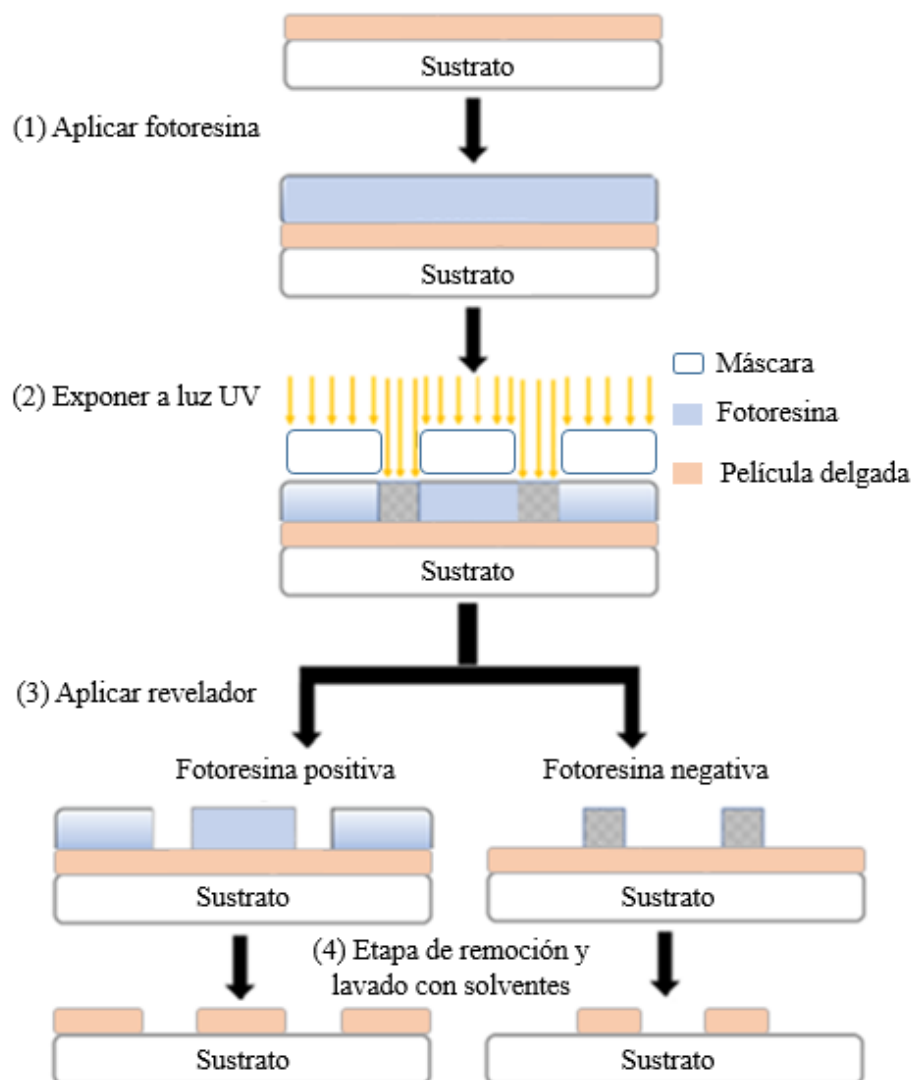 Sustrato
(1) Aplicar fotoresina
Sustrato
(2) Exponer a luz UV
Máscara
Fotoresina
Película delgada
Sustrato
(3) Aplicar revelador
Fotoresina positiva
Fotoresina negativa
Sustrato
Sustrato
(4) Etapa de remoción y
lavado con solventes
Sustrato
Sustrato